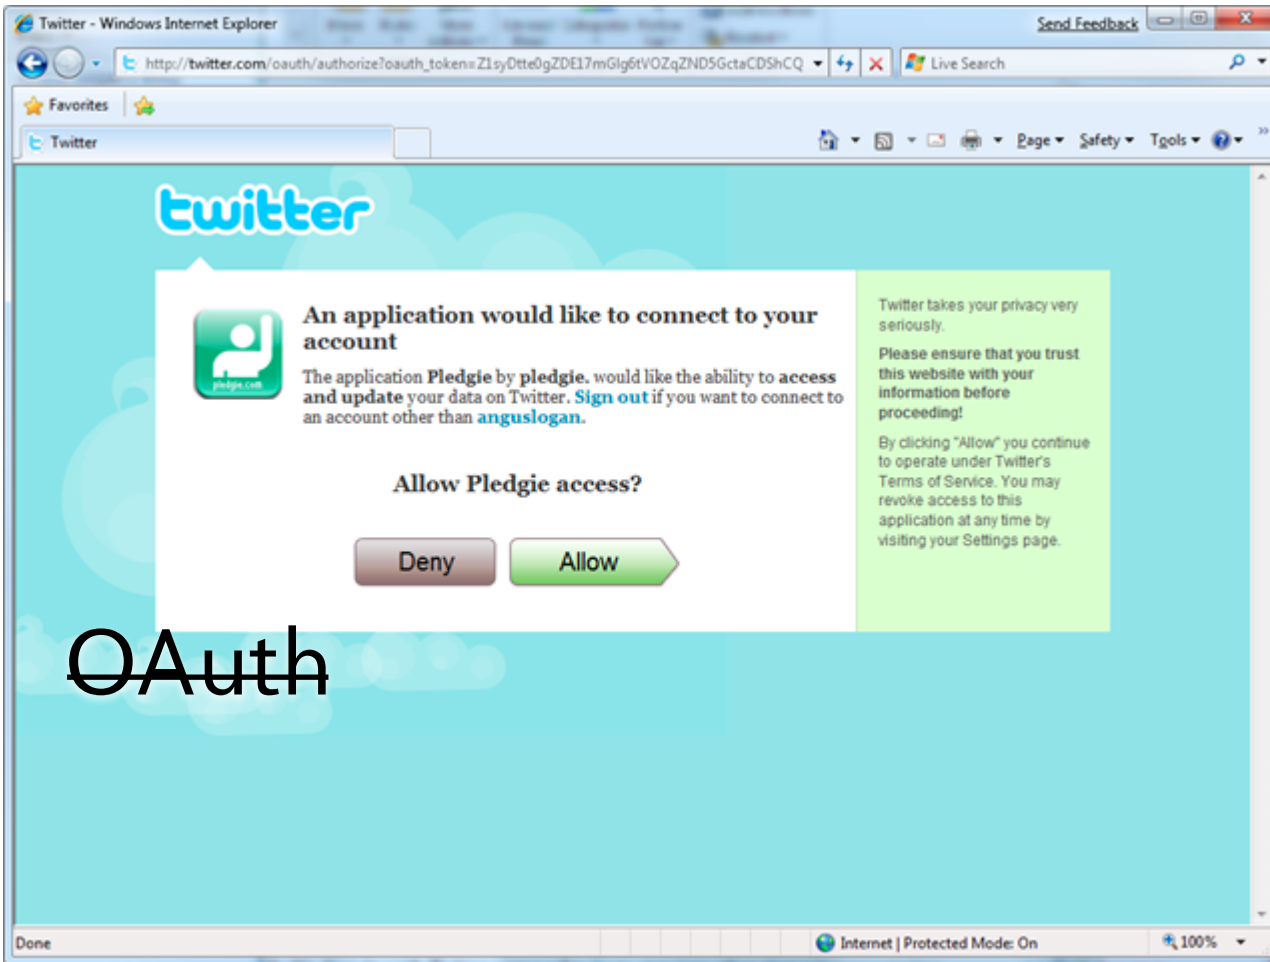 Twitter - Windows Internet Explorer
Send Feedback
http://twitter.com/oauth/authorize?oauth_token=Z1syDtte0gZDE17mGlg6tVOZqZND5GctaCDShCQ
Live Search
Favorites
Twitter
Page
Safety
Tools
twitter
pledgie.com
An application would like to connect to your
account
The application Pledgie by pledgie. would like the ability to access
and update your data on Twitter. Sign out if you want to connect to
an account other than anguslogan.
Allow Pledgie access?
Deny
Allow
Twitter takes your privacy very
seriously.
Please ensure that you trust
this website with your
information before
proceeding!
By clicking "Allow" you continue
to operate under Twitter's
Terms of Service. You may
revoke access to this
application at any time by
visiting your Settings page.
OAuth
Done
Internet | Protected Mode: On
100%